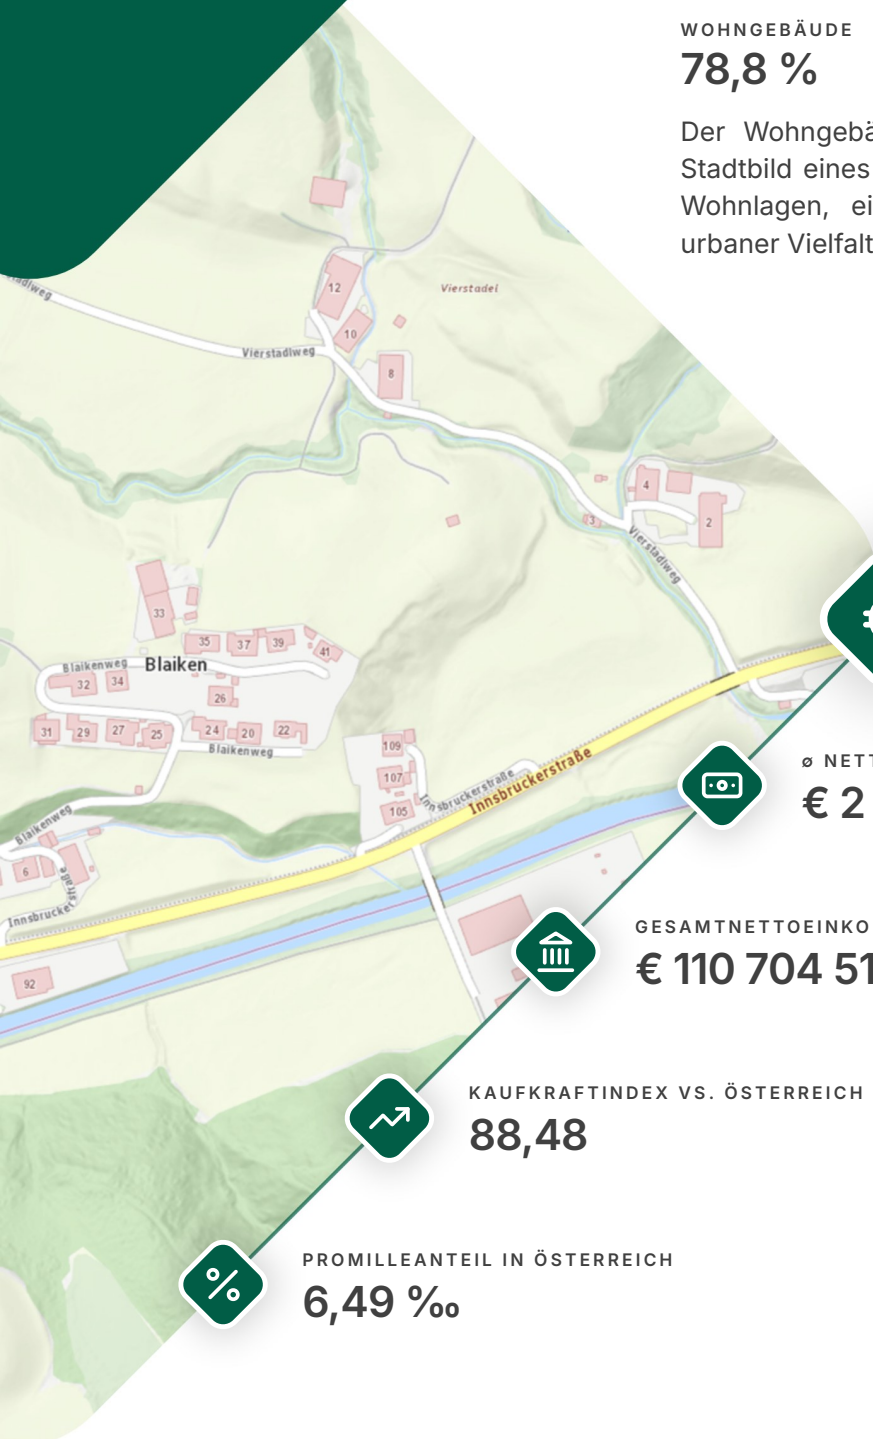 WOHNGEBÄUDE
78,8 %
Der Wohngebä
Stadtbild eines
Wohnlagen, ei
urbaner Vielfalt
adlweg
12
Vierstadel
10
Vierstadlweg
8
4
2
3
Vierstadlweg
33
35
37
39
41
Blaikenweg
Blaiken
32
34
26
31
29
27
25
24
20
22
Blaikenweg
109
107
105
Innsbruckerstraße
Innsbruckerstraße
Blaikenweg
6
Innsbrucker
straße
92
ø NETT
€ 2
GESAMTNETTOEINKO
€ 110 704 51
KAUFKRAFTINDEX VS. ÖSTERREICH
88,48
PROMILLEANTEIL IN ÖSTERREICH
6,49 ‰